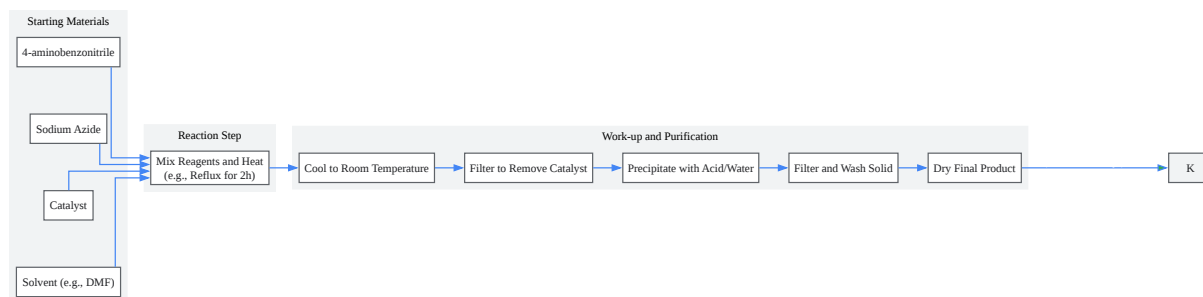 Starting Materials
4-aminobenzonitrile
Sodium Azide
Catalyst
Solvent (e.g., DMF)
Reaction Step
Mix Reagents and Heat
(e.g., Reflux for 2h)
Work-up and Purification
Cool to Room Temperature
Filter to Remove Catalyst
Precipitate with Acid/Water
Filter and Wash Solid
Dry Final Product
K